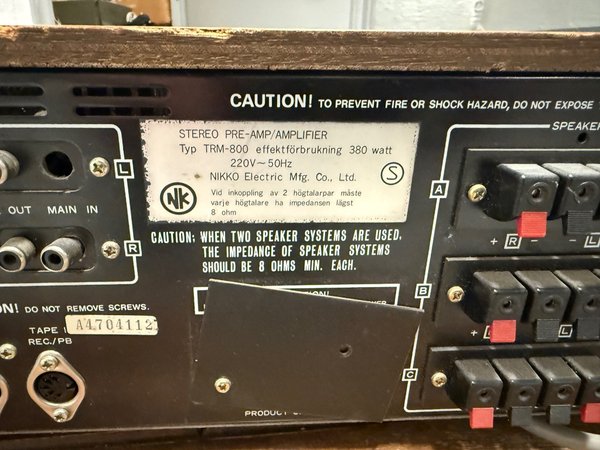 CAUTION! TO PREVENT FIRE OR SHOCK HAZARD, DO NOT EXPOSE
STEREO PRE-AMP/AMPLIFIER
Typ TRM-800 effektförbrukning 380 watt
220V~50Hz
NIKKO Electric Mfg. Co., Ltd.
NK
S
Vid inkoppling av 2 högtalarpar måste
varje högtalare ha impedansen lägst
8 ohm
CAUTION: WHEN TWO SPEAKER SYSTEMS ARE USED,
THE IMPEDANCE OF SPEAKER SYSTEMS
SHOULD BE 8 OHMS MIN. EACH.
L
OUT MAIN IN
R
DO NOT REMOVE SCREWS.
TAPE
REC./PB
A4704112
PRODUCT
SPEAKER
A
+ R - L
B
+ L
C